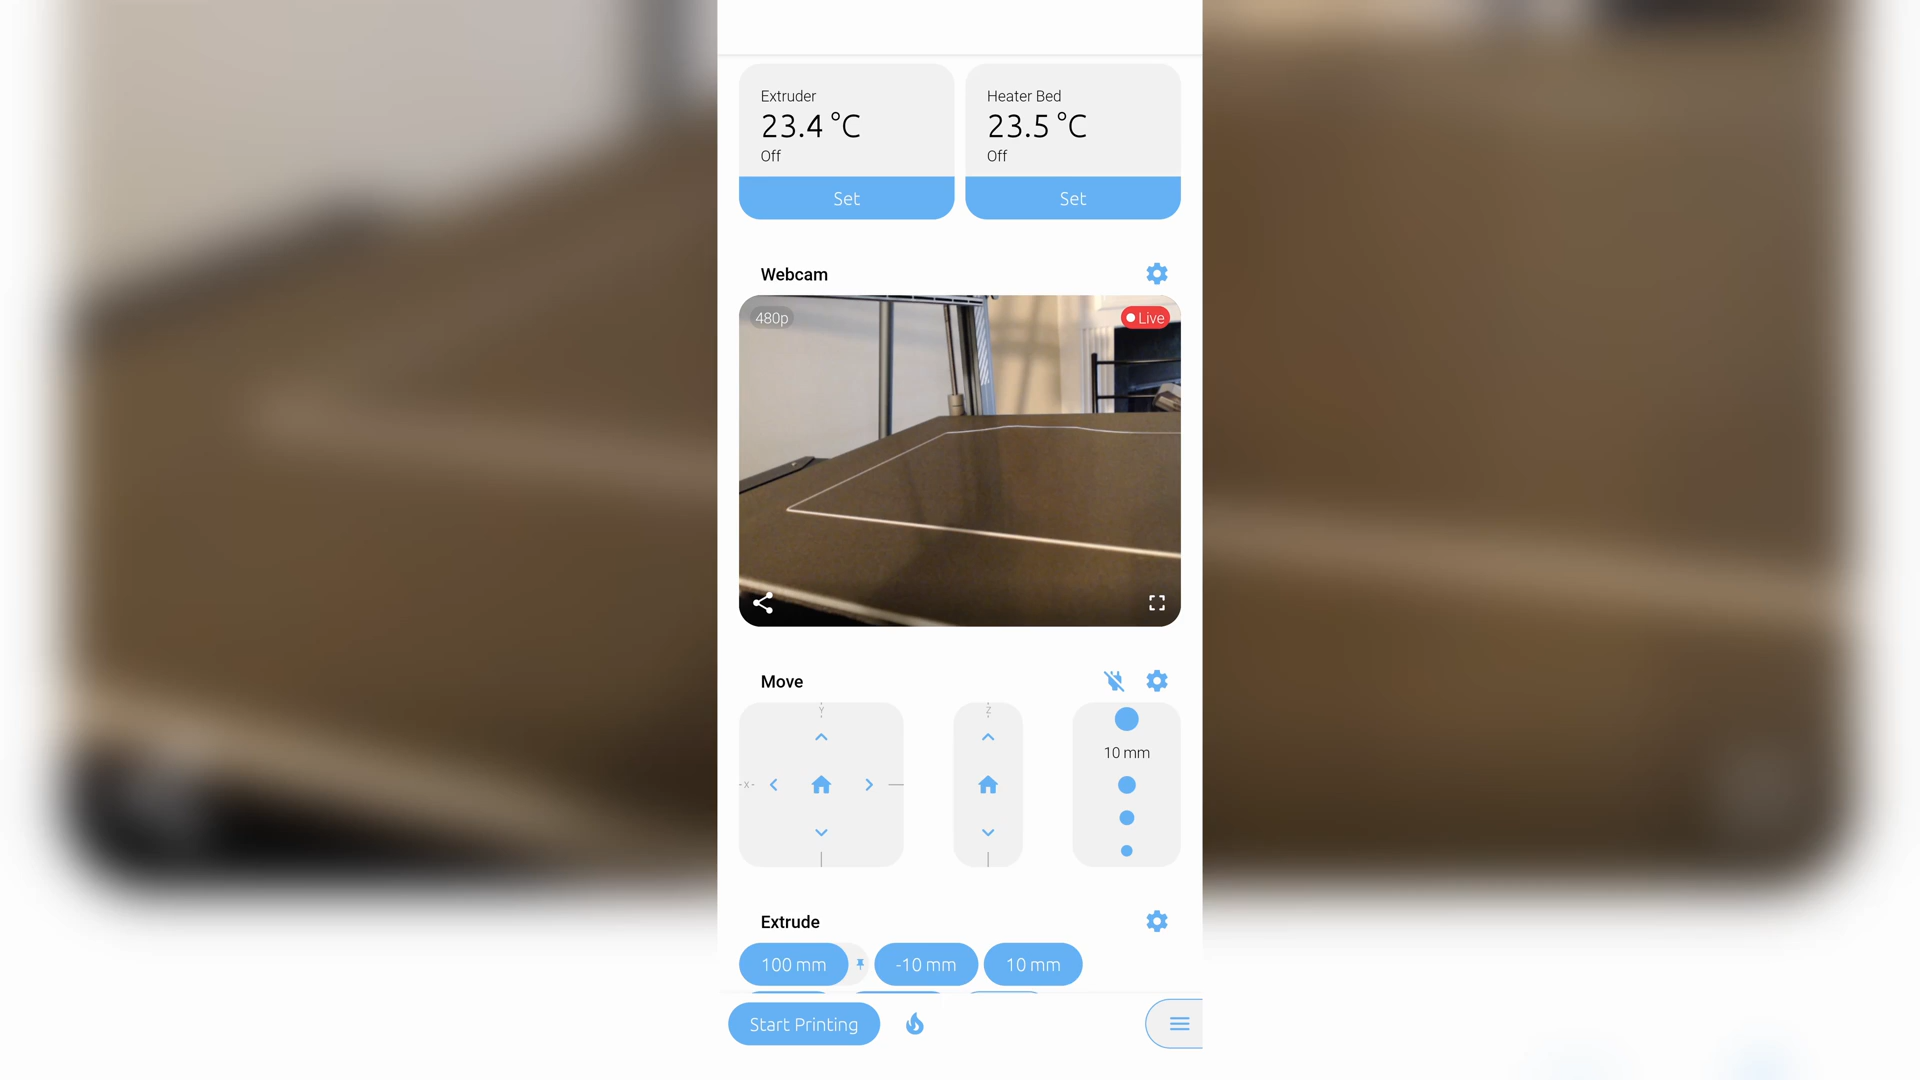 Extruder
23.4 °C
Off
Set
Heater Bed
23.5 °C
Off
Set
Webcam
480p
Live
Move
Y
X
Z
10 mm
Extrude
100 mm
-10 mm
10 mm
Start Printing